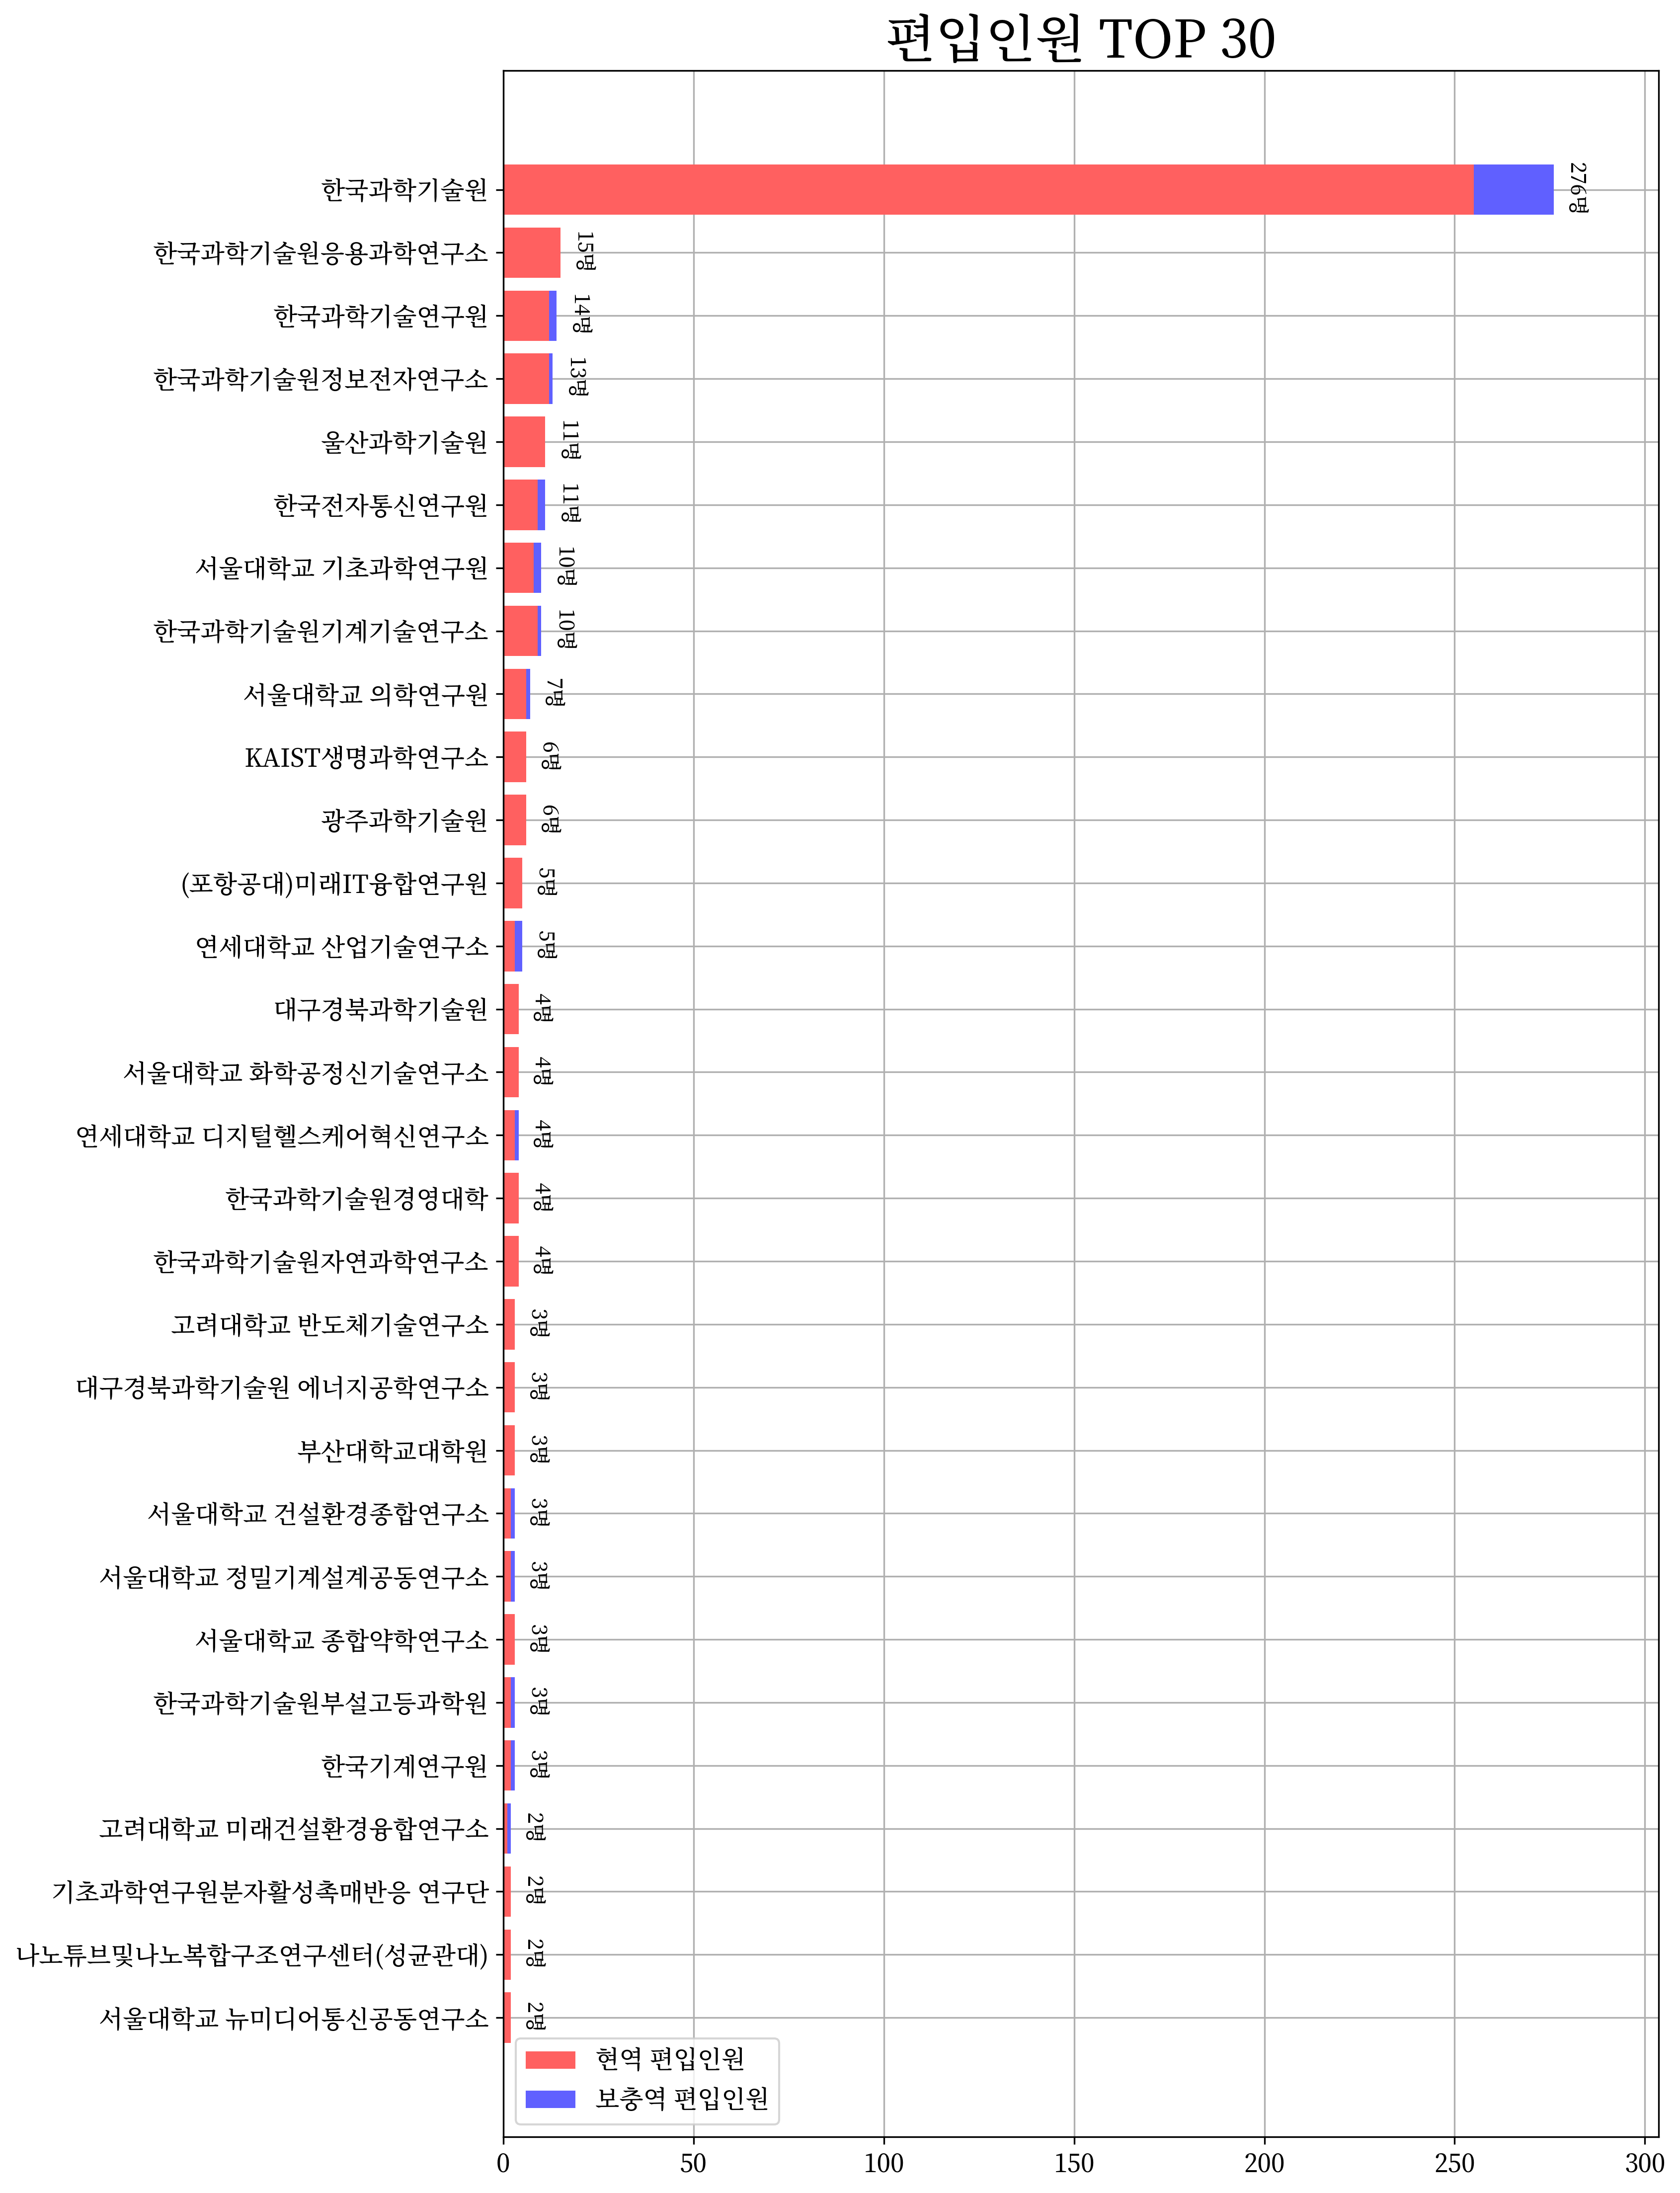 편입인원 TOP 30
한국과학기술원 276명
한국과학기술원응용과학연구소 15명
한국과학기술연구원 14명
한국과학기술원정보전자연구소 13명
울산과학기술원 11명
한국전자통신연구원 11명
서울대학교 기초과학연구원 10명
한국과학기술원기계기술연구소 10명
서울대학교 의학연구원 7명
KAIST생명과학연구소 6명
광주과학기술원 6명
(포항공대)미래IT융합연구원 5명
연세대학교 산업기술연구소 5명
대구경북과학기술원 4명
서울대학교 화학공정신기술연구소 4명
연세대학교 디지털헬스케어혁신연구소 4명
한국과학기술원경영대학 4명
한국과학기술원자연과학연구소 4명
고려대학교 반도체기술연구소 3명
대구경북과학기술원 에너지공학연구소 3명
부산대학교대학원 3명
서울대학교 건설환경종합연구소 3명
서울대학교 정밀기계설계공동연구소 3명
서울대학교 종합약학연구소 3명
한국과학기술원부설고등과학원 3명
한국기계연구원 3명
고려대학교 미래건설환경융합연구소 2명
기초과학연구원분자활성촉매반응 연구단 2명
나노튜브및나노복합구조연구센터(성균관대) 2명
서울대학교 뉴미디어통신공동연구소 2명
현역 편입인원
보충역 편입인원
0 50 100 150 200 250 300